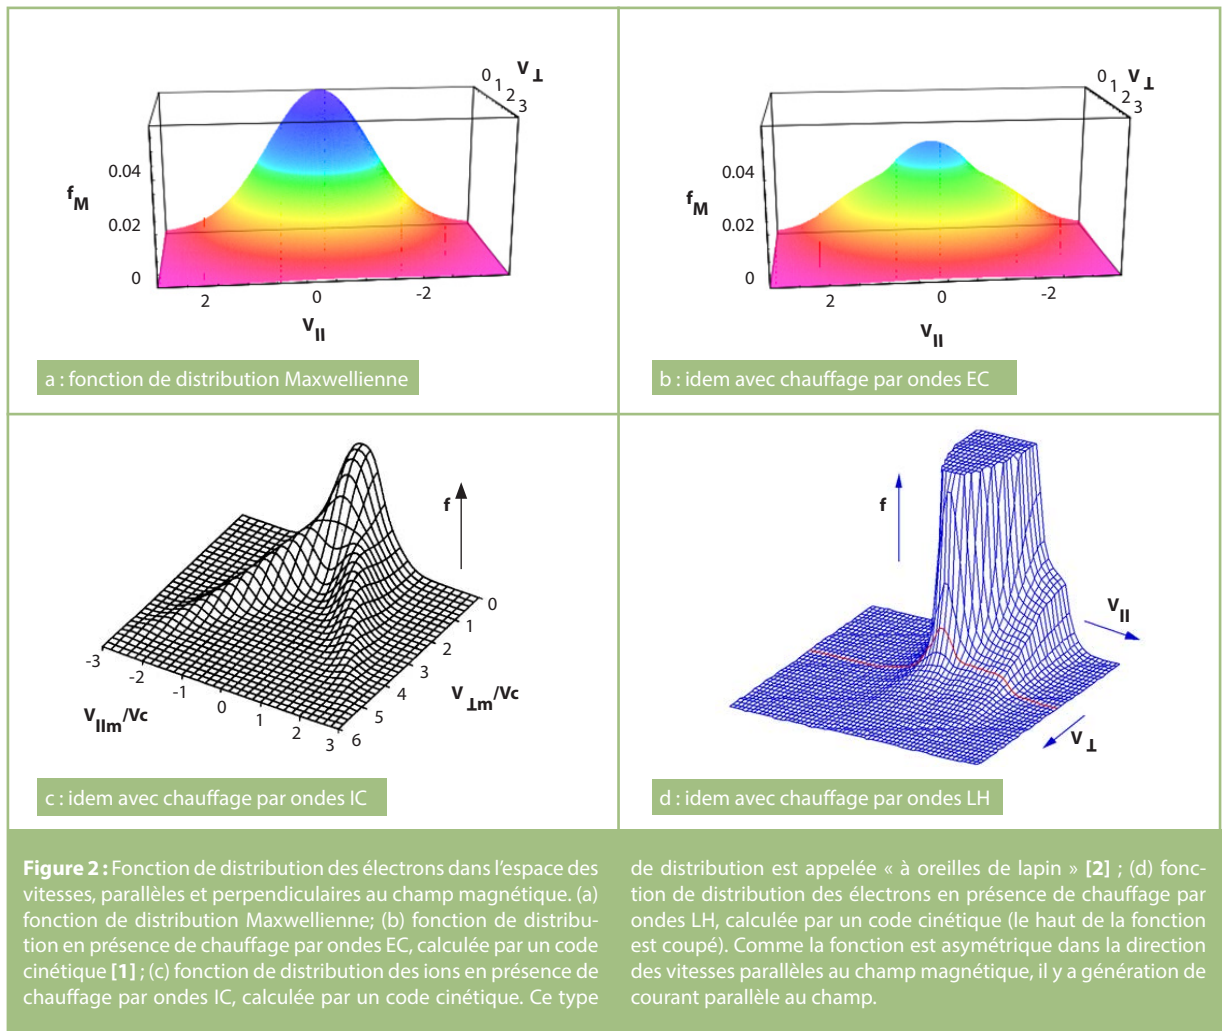 0 1 2 3 V⊥
0.04
f M
0.02
0
2 0 -2
V||
a : fonction de distribution Maxwellienne
0 1 2 3 V⊥
0.04
f M
0.02
0
2 0 -2
V||
b : idem avec chauffage par ondes EC
f
0
1
2
3
4
5
6
V⊥m/Vc
-3
-2
-1
0
1
2
3
V||m/Vc
c : idem avec chauffage par ondes IC
f
V||
V⊥
d : idem avec chauffage par ondes LH
Figure 2 : Fonction de distribution des électrons dans l'espace des
vitesses, parallèles et perpendiculaires au champ magnétique. (a)
fonction de distribution Maxwellienne; (b) fonction de distribu-
tion en présence de chauffage par ondes EC, calculée par un code
cinétique [1] ; (c) fonction de distribution des ions en présence de
chauffage par ondes IC, calculée par un code cinétique. Ce type
de distribution est appelée « à oreilles de lapin » [2] ; (d) fonc-
tion de distribution des électrons en présence de chauffage par
ondes LH, calculée par un code cinétique (le haut de la fonction
est coupé). Comme la fonction est asymétrique dans la direction
des vitesses parallèles au champ magnétique, il y a génération de
courant parallèle au champ.